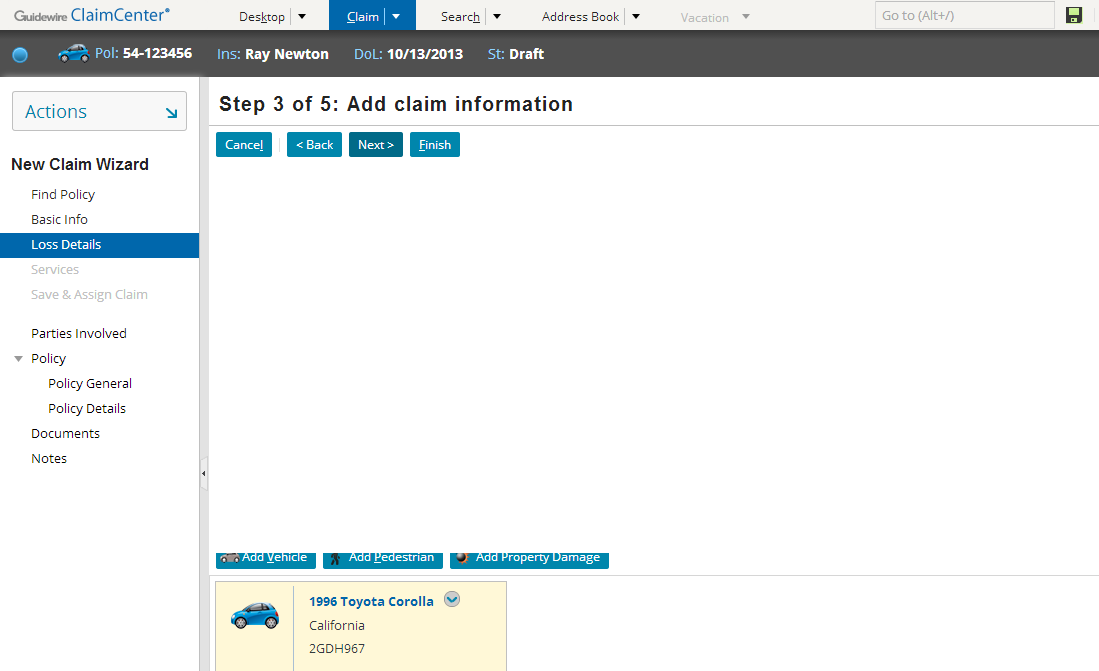 Guidewire ClaimCenter® Desktop Claim Search Address Book Vacation Go to (Alt+/)
Pol: 54-123456 Ins: Ray Newton DoL: 10/13/2013 St: Draft
Actions
New Claim Wizard
Find Policy
Basic Info
Loss Details
Services
Save & Assign Claim
Parties Involved
Policy
Policy General
Policy Details
Documents
Notes
Step 3 of 5: Add claim information
Cancel < Back Next > Finish
Add Vehicle Add Pedestrian Add Property Damage
1996 Toyota Corolla
California
2GDH967